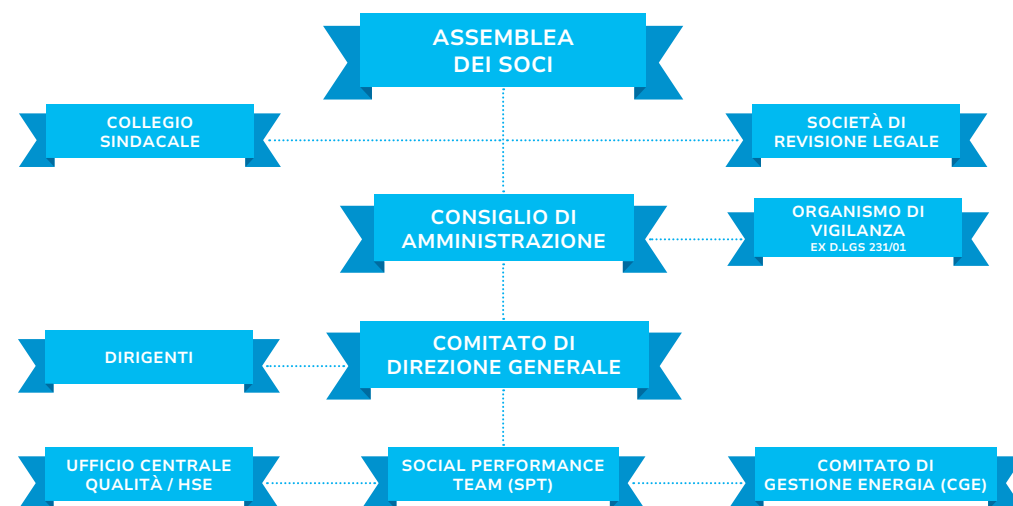 ASSEMBLEA
DEI SOCI
COLLEGIO
SINDACALE
SOCIETÀ DI
REVISIONE LEGALE
CONSIGLIO DI
AMMINISTRAZIONE
ORGANISMO DI
VIGILANZA
EX D.LGS 231/01
DIRIGENTI
COMITATO DI
DIREZIONE GENERALE
UFFICIO CENTRALE
QUALITÀ / HSE
SOCIAL PERFORMANCE
TEAM (SPT)
COMITATO DI
GESTIONE ENERGIA (CGE)